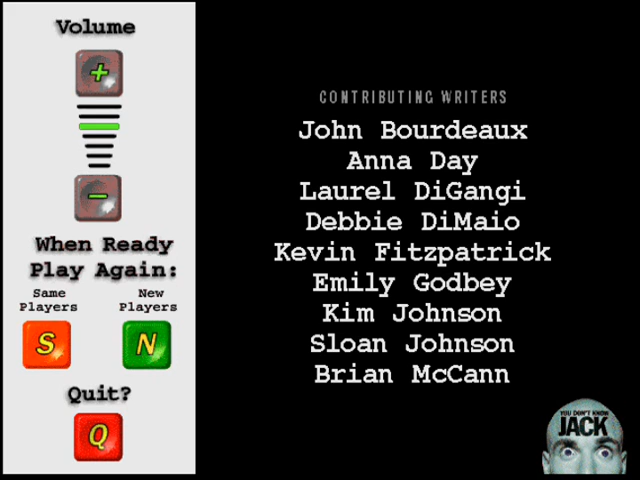 Volume
+
−
When Ready
Play Again:
Same Players
New Players
S
N
Quit?
Q
CONTRIBUTING WRITERS
John Bourdeaux
Anna Day
Laurel DiGangi
Debbie DiMaio
Kevin Fitzpatrick
Emily Godbey
Kim Johnson
Sloan Johnson
Brian McCann
YOU DON'T KNOW
JACK